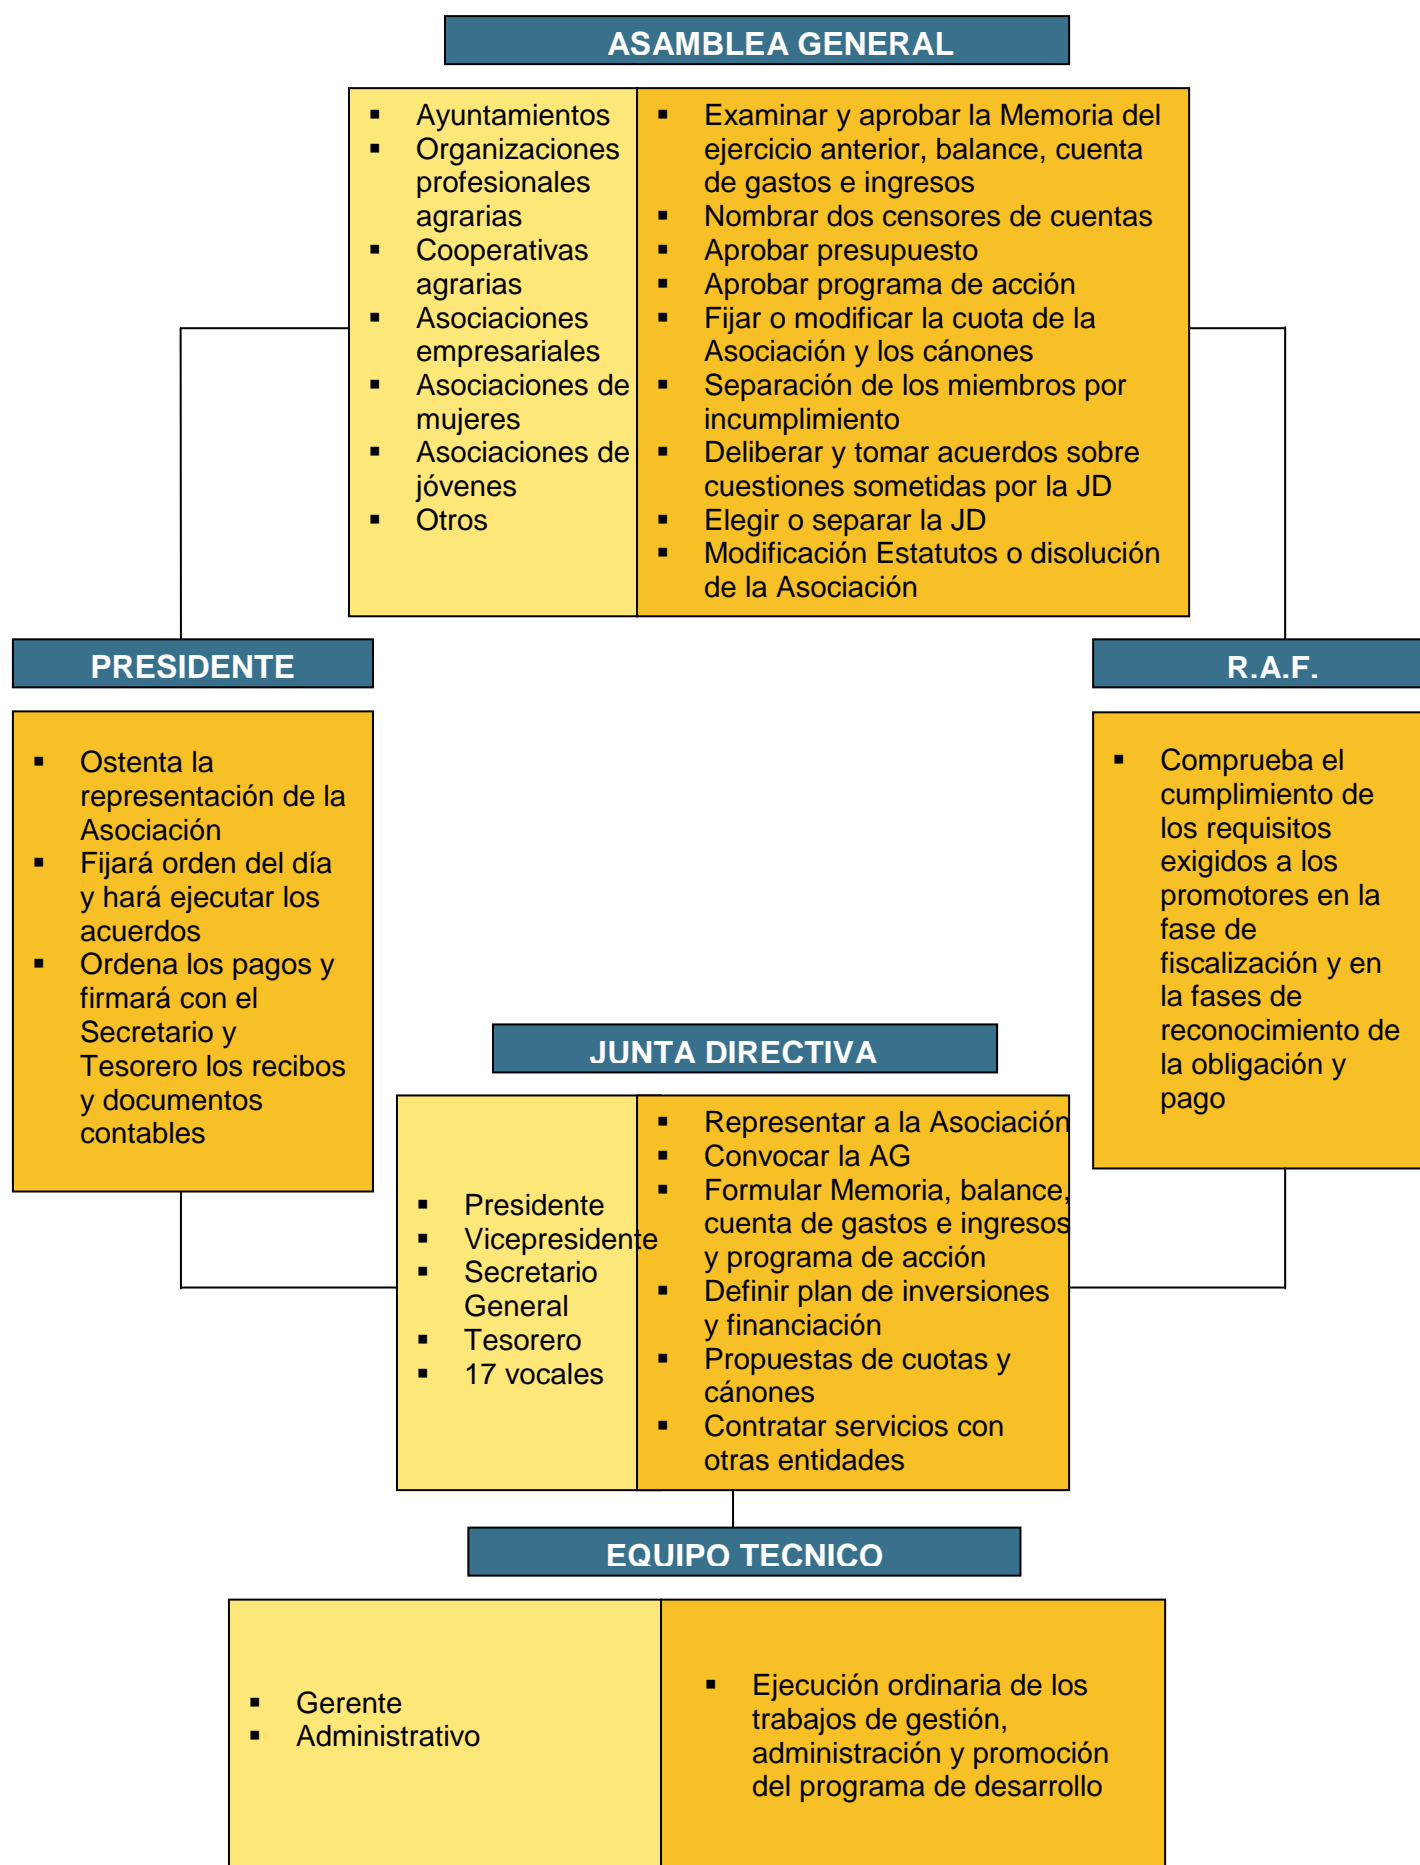 ASAMBLEA GENERAL
▪ Ayuntamientos
▪ Organizaciones
profesionales
agrarias
▪ Cooperativas
agrarias
▪ Asociaciones
empresariales
▪ Asociaciones de
mujeres
▪ Asociaciones de
jóvenes
▪ Otros
▪ Examinar y aprobar la Memoria del
ejercicio anterior, balance, cuenta
de gastos e ingresos
▪ Nombrar dos censores de cuentas
▪ Aprobar presupuesto
▪ Aprobar programa de acción
▪ Fijar o modificar la cuota de la
Asociación y los cánones
▪ Separación de los miembros por
incumplimiento
▪ Deliberar y tomar acuerdos sobre
cuestiones sometidas por la JD
▪ Elegir o separar la JD
▪ Modificación Estatutos o disolución
de la Asociación
PRESIDENTE
▪ Ostenta la
representación de la
Asociación
▪ Fijará orden del día
y hará ejecutar los
acuerdos
▪ Ordena los pagos y
firmará con el
Secretario y
Tesorero los recibos
y documentos
contables
R.A.F.
▪ Comprueba el
cumplimiento de
los requisitos
exigidos a los
promotores en la
fase de
fiscalización y en
la fases de
reconocimiento de
la obligación y
pago
JUNTA DIRECTIVA
▪ Presidente
▪ Vicepresidente
▪ Secretario
General
▪ Tesorero
▪ 17 vocales
▪ Representar a la Asociación
▪ Convocar la AG
▪ Formular Memoria, balance,
cuenta de gastos e ingresos
y programa de acción
▪ Definir plan de inversiones
y financiación
▪ Propuestas de cuotas y
cánones
▪ Contratar servicios con
otras entidades
EQUIPO TECNICO
▪ Gerente
▪ Administrativo
▪ Ejecución ordinaria de los
trabajos de gestión,
administración y promoción
del programa de desarrollo